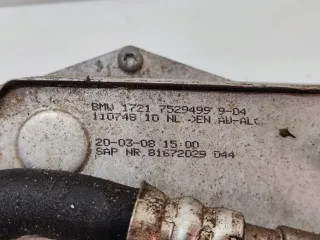 BMW 1721 7529499 9-04
110748 10 NL >EN AW-AL<
20-03-08 15:00
SAP NR.81672029 044